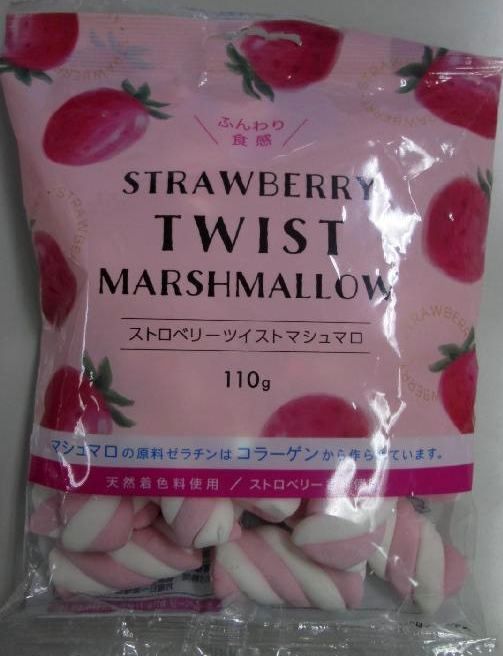 ふんわり
食感
STRAWBERRY
TWIST
MARSHMALLOW
ストロベリーツイストマシュマロ
110g
マシュマロの原料ゼラチンはコラーゲンから作られています。
天然着色料使用 / ストロベリー
STRAWBERRY
STRAWBERRY
STRAWBERRY